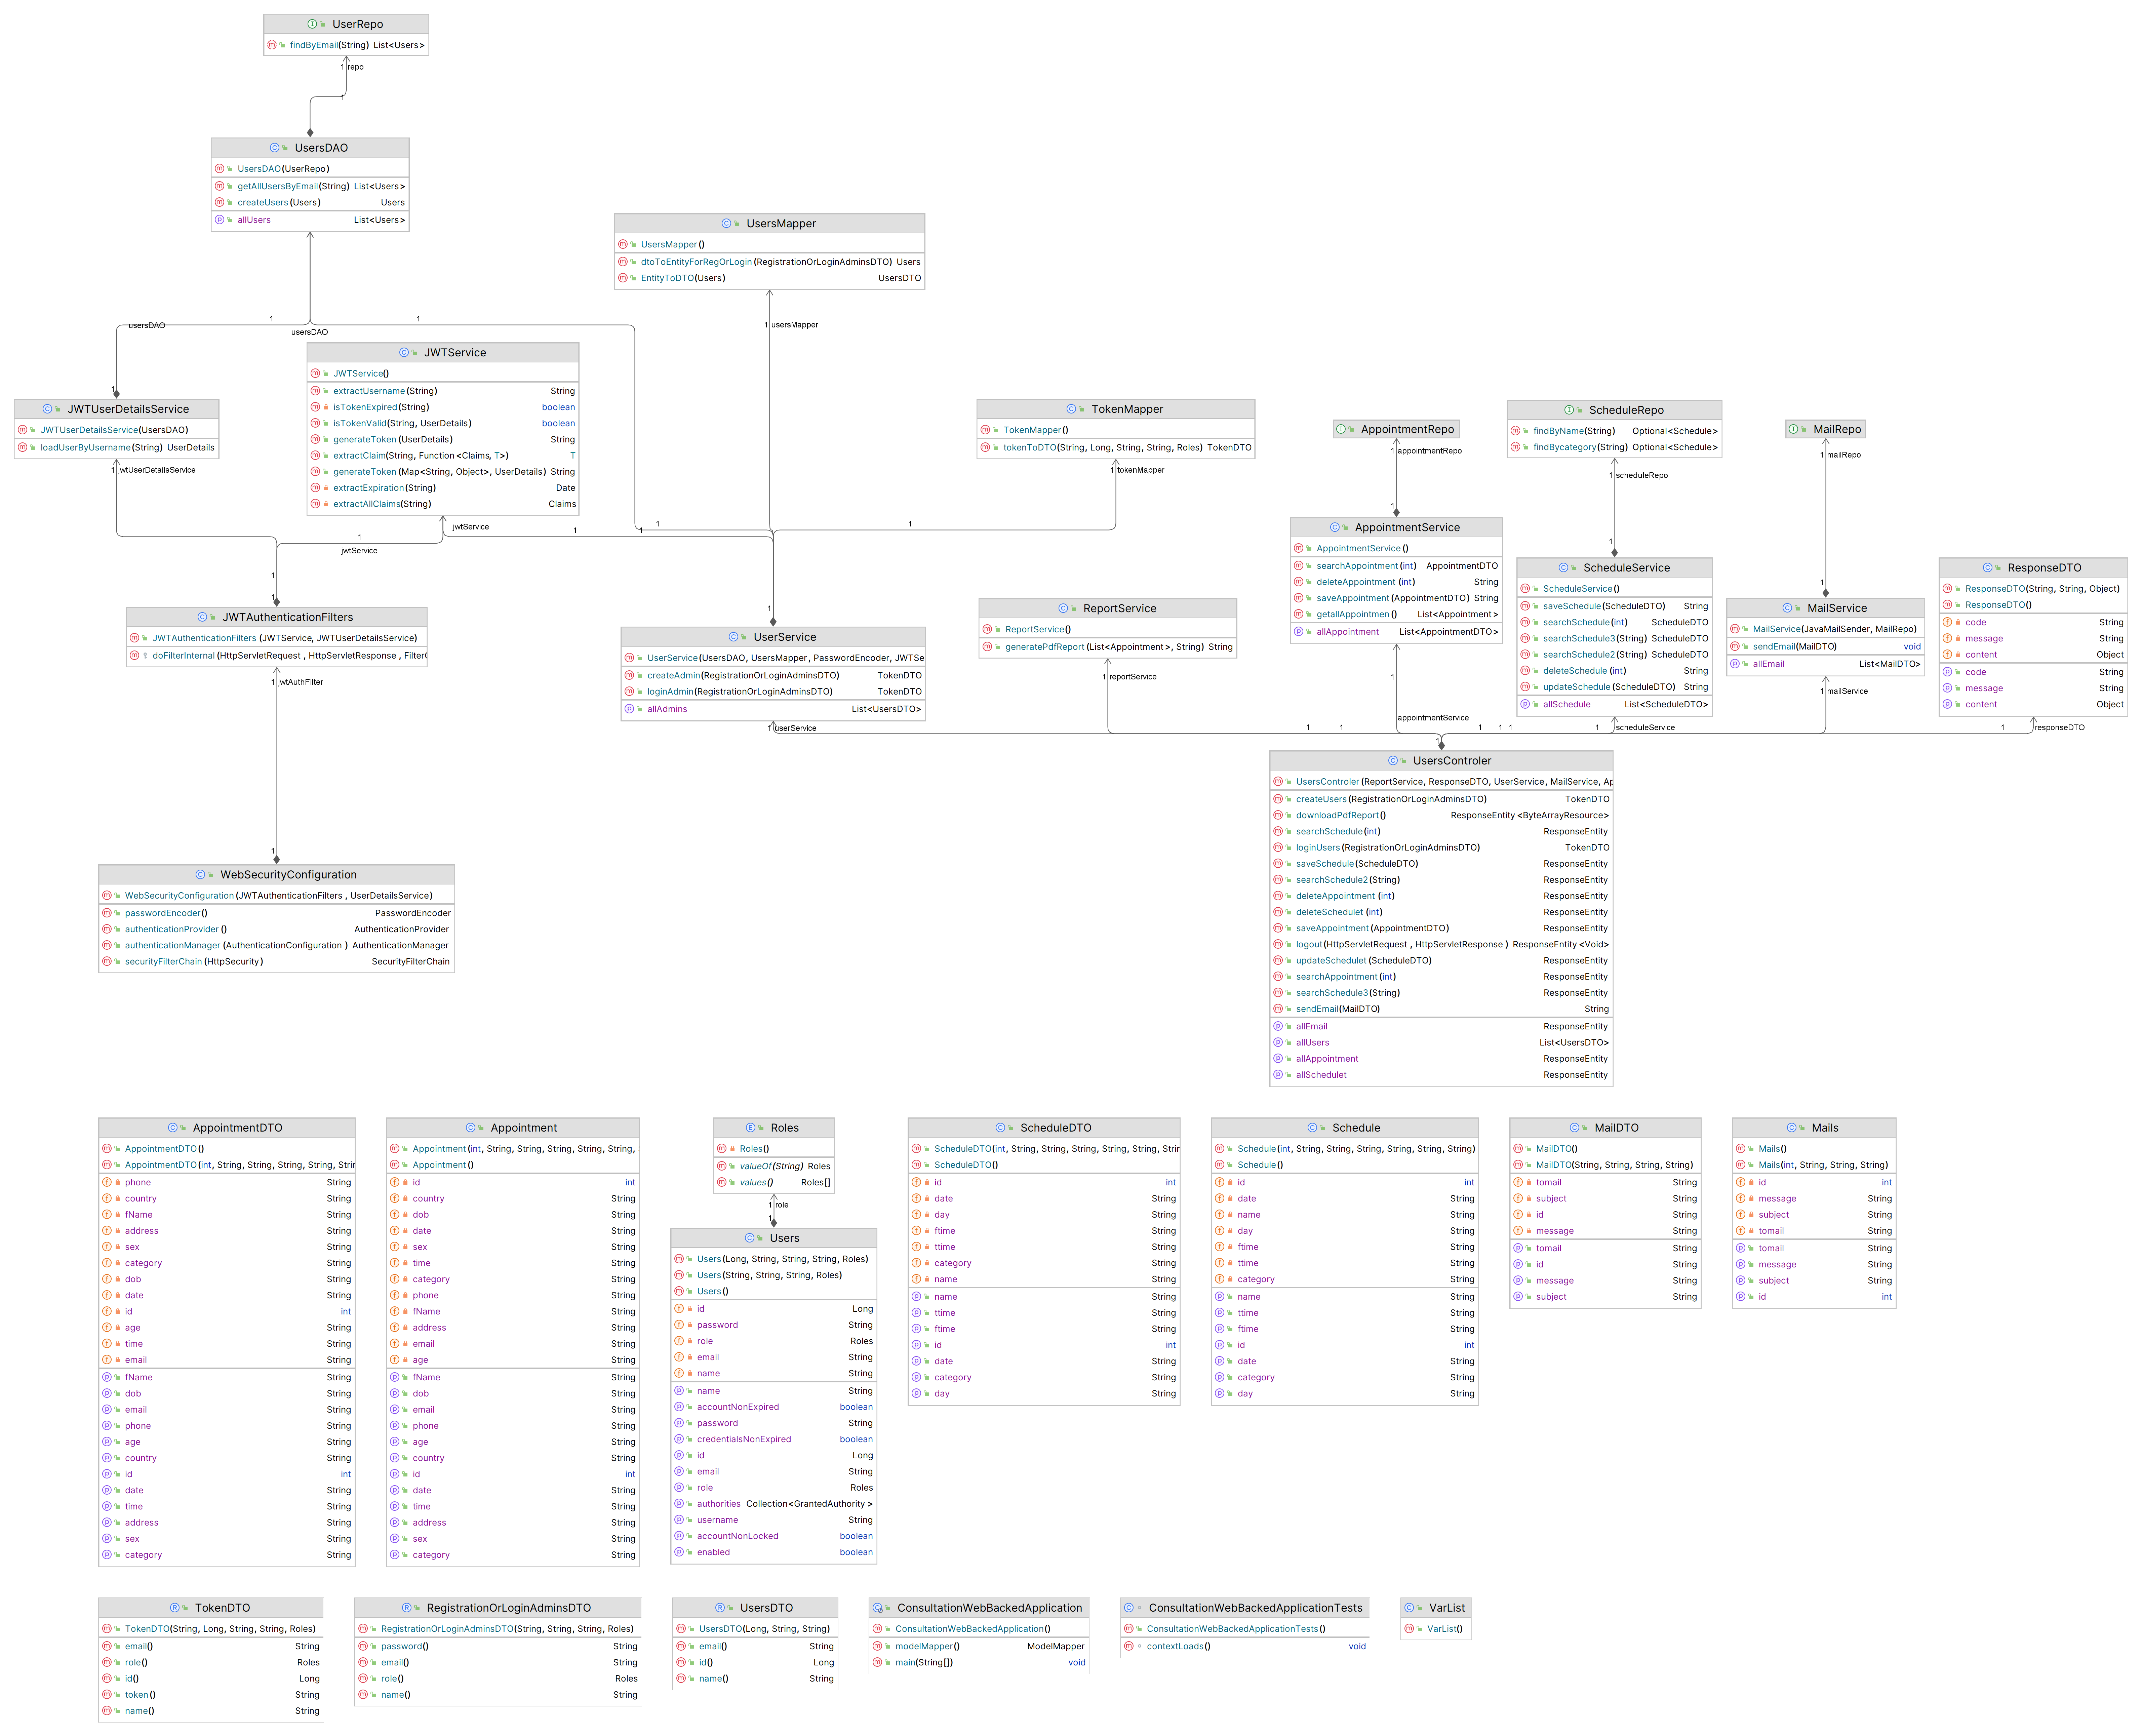 UserRepo
findByEmail(String) List<Users>
1 repo
1
UsersDAO
UsersDAO(UserRepo)
getAllUsersByEmail(String) List<Users>
createUsers(Users) Users
allUsers List<Users>
UsersMapper
UsersMapper()
dtoToEntityForRegOrLogin(RegistrationOrLoginAdminsDTO) Users
EntityToDTO(Users) UsersDTO
usersDAO
1
usersDAO
1
1 usersMapper
JWTService
JWTService()
extractUsername(String) String
isTokenExpired(String) boolean
isTokenValid(String, UserDetails) boolean
generateToken(UserDetails) String
extractClaim(String, Function<Claims, T>) T
generateToken(Map<String, Object>, UserDetails) String
extractExpiration(String) Date
extractAllClaims(String) Claims
1
JWTUserDetailsService
JWTUserDetailsService(UsersDAO)
loadUserByUsername(String) UserDetails
1 jwtUserDetailsService
TokenMapper
TokenMapper()
tokenToDTO(String, Long, String, String, Roles) TokenDTO
1 tokenMapper
AppointmentRepo
1 appointmentRepo
1
ScheduleRepo
findByName(String) Optional<Schedule>
findBycategory(String) Optional<Schedule>
1 scheduleRepo
1
MailRepo
1 mailRepo
1
jwtService
1
jwtService
1
1
1
1
1
1
1
AppointmentService
AppointmentService()
searchAppointment(int) AppointmentDTO
deleteAppointment(int) String
saveAppointment(AppointmentDTO) String
getallAppointmen() List<Appointment>
allAppointment List<AppointmentDTO>
ScheduleService
ScheduleService()
saveSchedule(ScheduleDTO) String
searchSchedule(int) ScheduleDTO
searchSchedule3(String) ScheduleDTO
searchSchedule2(String) ScheduleDTO
deleteSchedule(int) String
updateSchedule(ScheduleDTO) String
allSchedule List<ScheduleDTO>
MailService
MailService(JavaMailSender, MailRepo)
sendEmail(MailDTO) void
allEmail List<MailDTO>
ResponseDTO
ResponseDTO(String, String, Object)
ResponseDTO()
code String
message String
content Object
code String
message String
content Object
JWTAuthenticationFilters
JWTAuthenticationFilters(JWTService, JWTUserDetailsService)
doFilterInternal(HttpServletRequest, HttpServletResponse, FilterC
1 jwtAuthFilter
1
UserService
UserService(UsersDAO, UsersMapper, PasswordEncoder, JWTSe
createAdmin(RegistrationOrLoginAdminsDTO) TokenDTO
loginAdmin(RegistrationOrLoginAdminsDTO) TokenDTO
allAdmins List<UsersDTO>
ReportService
ReportService()
generatePdfReport(List<Appointment>, String) String
1 reportService
1
appointmentService
1 mailService
1 userService
1
1
1
1 1
1
scheduleService
1
responseDTO
1
UsersControler
UsersControler(ReportService, ResponseDTO, UserService, MailService, Ap
createUsers(RegistrationOrLoginAdminsDTO) TokenDTO
downloadPdfReport() ResponseEntity<ByteArrayResource>
searchSchedule(int) ResponseEntity
loginUsers(RegistrationOrLoginAdminsDTO) TokenDTO
saveSchedule(ScheduleDTO) ResponseEntity
searchSchedule2(String) ResponseEntity
deleteAppointment(int) ResponseEntity
deleteSchedulet(int) ResponseEntity
saveAppointment(AppointmentDTO) ResponseEntity
logout(HttpServletRequest, HttpServletResponse) ResponseEntity<Void>
updateSchedulet(ScheduleDTO) ResponseEntity
searchAppointment(int) ResponseEntity
searchSchedule3(String) ResponseEntity
sendEmail(MailDTO) String
allEmail ResponseEntity
allUsers List<UsersDTO>
allAppointment ResponseEntity
allSchedulet ResponseEntity
WebSecurityConfiguration
WebSecurityConfiguration(JWTAuthenticationFilters, UserDetailsService)
passwordEncoder() PasswordEncoder
authenticationProvider() AuthenticationProvider
authenticationManager(AuthenticationConfiguration) AuthenticationManager
securityFilterChain(HttpSecurity) SecurityFilterChain
AppointmentDTO
AppointmentDTO()
AppointmentDTO(int, String, String, String, String, Strin
phone String
country String
fName String
address String
sex String
category String
dob String
date String
id int
age String
time String
email String
fName String
dob String
email String
phone String
age String
country String
id int
date String
time String
address String
sex String
category String
Appointment
Appointment(int, String, String, String, String, String, S
Appointment()
id int
country String
dob String
date String
sex String
time String
category String
phone String
fName String
address String
email String
age String
fName String
dob String
email String
phone String
age String
country String
id int
date String
time String
address String
sex String
category String
Roles
Roles()
valueOf(String) Roles
values() Roles[]
1 role
1
Users
Users(Long, String, String, String, Roles)
Users(String, String, String, Roles)
Users()
id Long
password String
role Roles
email String
name String
name String
accountNonExpired boolean
password String
credentialsNonExpired boolean
id Long
email String
role Roles
authorities Collection<GrantedAuthority>
username String
accountNonLocked boolean
enabled boolean
ScheduleDTO
ScheduleDTO(int, String, String, String, String, String, Strin
ScheduleDTO()
id int
date String
day String
ftime String
ttime String
category String
name String
name String
ttime String
ftime String
id int
date String
category String
day String
Schedule
Schedule(int, String, String, String, String, String, String)
Schedule()
id int
date String
name String
day String
ftime String
ttime String
category String
name String
ttime String
ftime String
id int
date String
category String
day String
MailDTO
MailDTO()
MailDTO(String, String, String, String)
tomail String
subject String
id String
message String
tomail String
id String
message String
subject String
Mails
Mails()
Mails(int, String, String, String)
id int
message String
subject String
tomail String
tomail String
message String
subject String
id int
TokenDTO
TokenDTO(String, Long, String, String, Roles)
email() String
role() Roles
id() Long
token() String
name() String
RegistrationOrLoginAdminsDTO
RegistrationOrLoginAdminsDTO(String, String, String, Roles)
password() String
email() String
role() Roles
name() String
UsersDTO
UsersDTO(Long, String, String)
email() String
id() Long
name() String
ConsultationWebBackedApplication
ConsultationWebBackedApplication()
modelMapper() ModelMapper
main(String[]) void
ConsultationWebBackedApplicationTests
ConsultationWebBackedApplicationTests()
contextLoads() void
VarList
VarList()